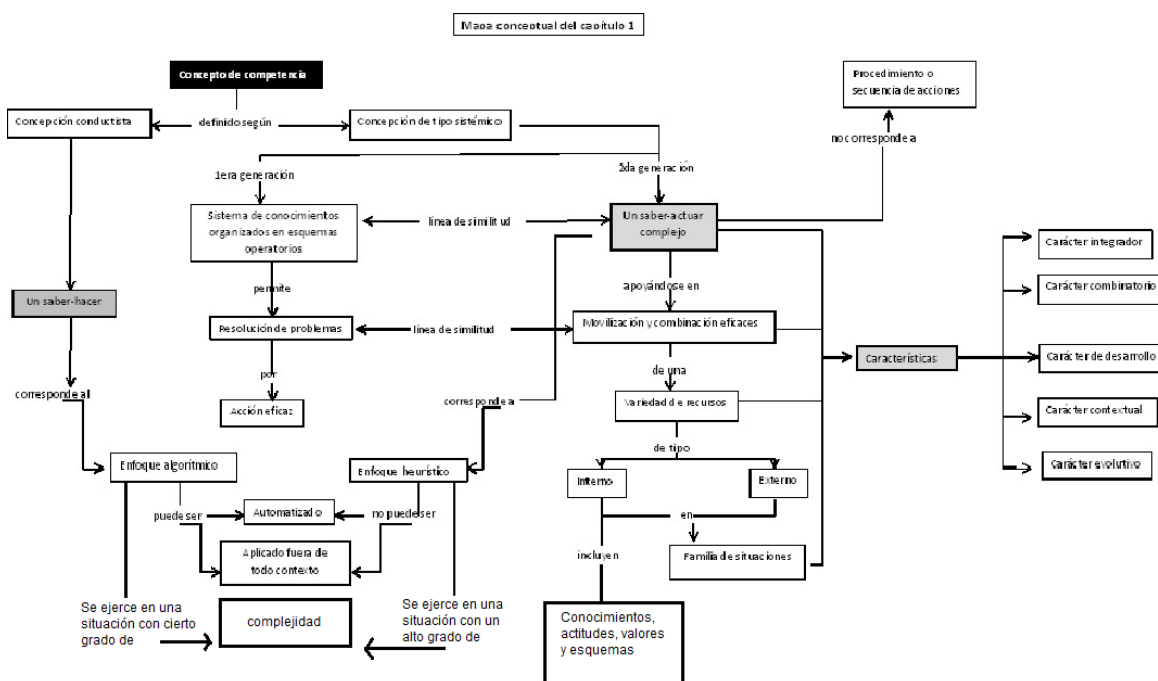 Mapa conceptual del capítulo 1
Concepto de competencia
Procedimiento o
secuencia de acciones
Concepción conductista
definido según
Concepción de tipo sistémico
no corresponde a
1era generación
2da generación
Sistema de conocimientos
organizados en esquemas
operatorios
línea de similitud
Un saber-actuar
complejo
Carácter integrador
permite
apoyándose en
Carácter combinatorio
Un saber-hacer
Resolución de problemas
línea de similitud
Movilización y combinación eficaces
Características
Carácter de desarrollo
por
de una
corresponde al
Acción eficaz
corresponde a
Variedad de recursos
Carácter contextual
de tipo
Enfoque algorítmico
Enfoque heurístico
Carácter evolutivo
Interno
Externo
puede ser
Automatizado
no puede ser
en
Aplicado fuera de
todo contexto
incluyen
Familia de situaciones
Se ejerce en una
situación con cierto
grado de
complejidad
Se ejerce en una
situación con un
alto grado de
Conocimientos,
actitudes, valores
y esquemas